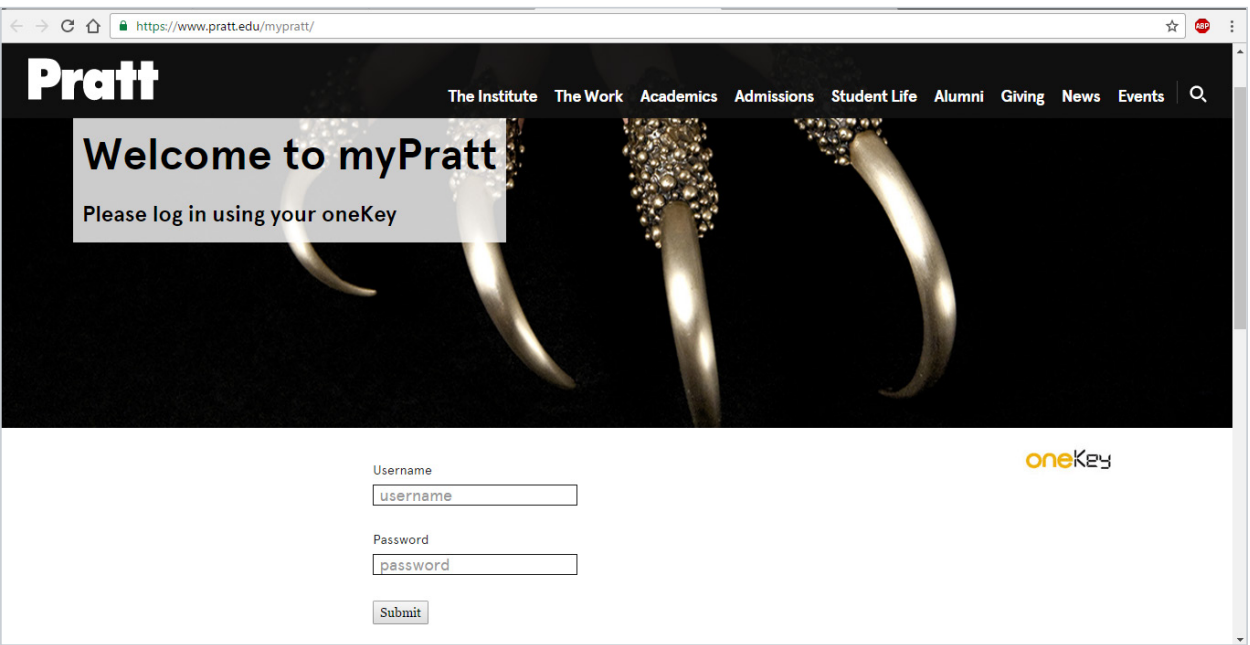 https://www.pratt.edu/mypratt/
ABP
Pratt
The Institute The Work Academics Admissions Student Life Alumni Giving News Events
Welcome to myPratt
Please log in using your oneKey
oneKey
Username
username
Password
password
Submit